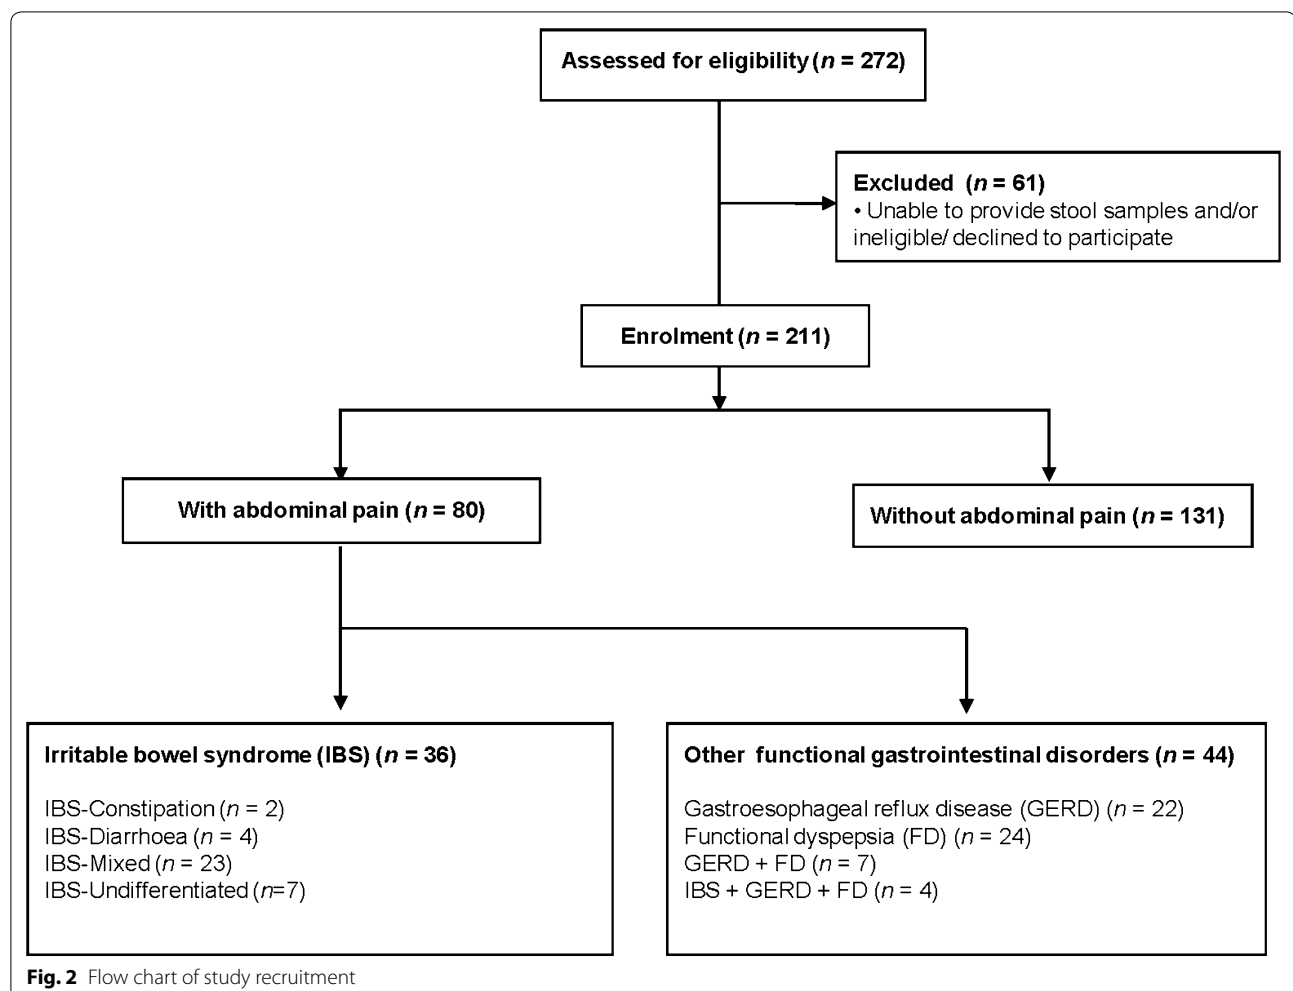 Assessed for eligibility (n = 272)
Excluded (n = 61)
• Unable to provide stool samples and/or
ineligible/ declined to participate
Enrolment (n = 211)
With abdominal pain (n = 80)
Without abdominal pain (n = 131)
Irritable bowel syndrome (IBS) (n = 36)
IBS-Constipation (n = 2)
IBS-Diarrhoea (n = 4)
IBS-Mixed (n = 23)
IBS-Undifferentiated (n=7)
Other functional gastrointestinal disorders (n = 44)
Gastroesophageal reflux disease (GERD) (n = 22)
Functional dyspepsia (FD) (n = 24)
GERD + FD (n = 7)
IBS + GERD + FD (n = 4)
Fig. 2 Flow chart of study recruitment